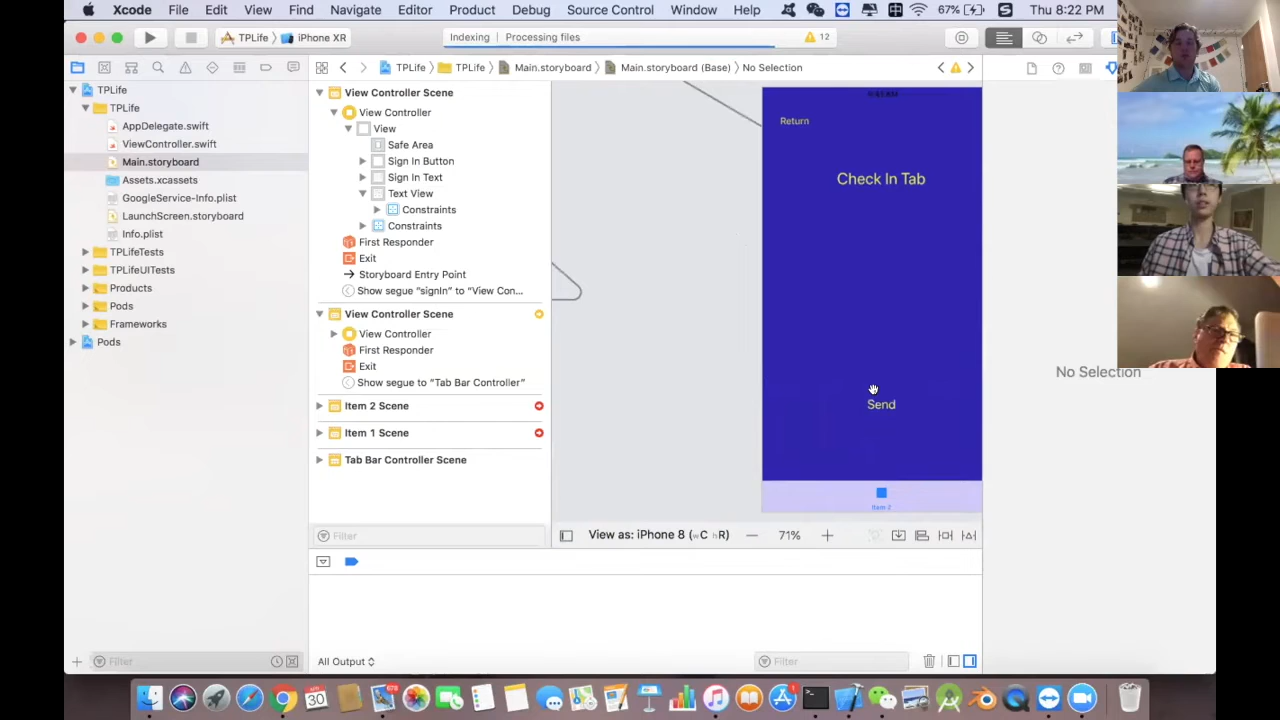 Xcode File Edit View Find Navigate Editor Product Debug Source Control Window Help 67% Thu 8:22 PM
TPLife iPhone XR Indexing Processing files 12
TPLife TPLife Main.storyboard Main.storyboard (Base) No Selection
TPLife
TPLife
AppDelegate.swift
ViewController.swift
Main.storyboard
Assets.xcassets
GoogleService-Info.plist
LaunchScreen.storyboard
Info.plist
TPLifeTests
TPLifeUITests
Products
Pods
Frameworks
Pods
View Controller Scene
View Controller
View
Safe Area
Sign In Button
Sign In Text
Text View
Constraints
Constraints
First Responder
Exit
Storyboard Entry Point
Show segue "signIn" to "View Con...
View Controller Scene
View Controller
First Responder
Exit
Show segue to "Tab Bar Controller"
Item 2 Scene
Item 1 Scene
Tab Bar Controller Scene
Return
Check In Tab
Send
Item 2
No Selection
Filter
View as: iPhone 8 (wC hR) 71%
Filter
All Output
Filter
APR
30